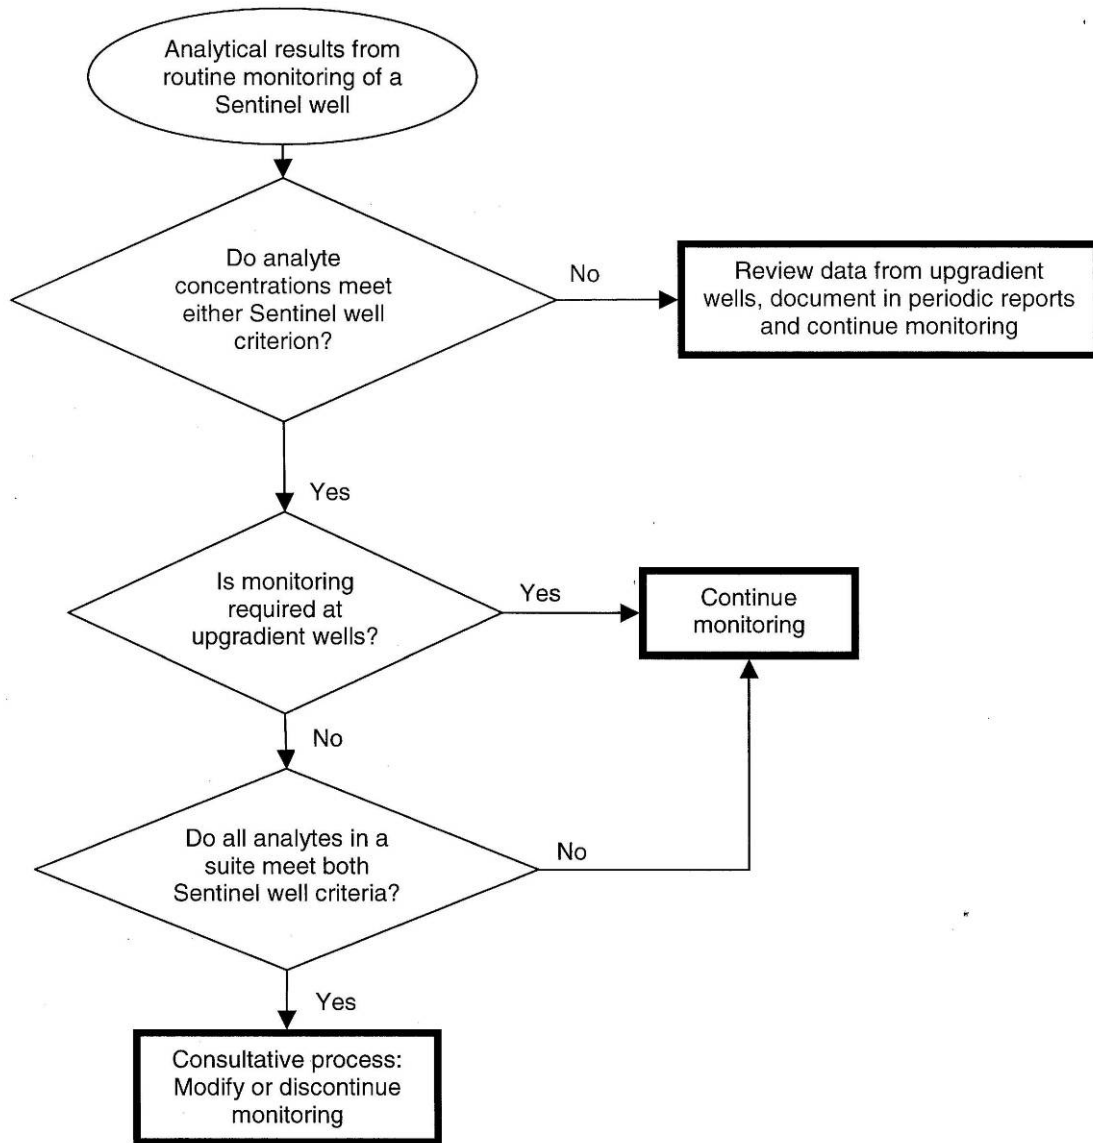 Analytical results from
routine monitoring of a
Sentinel well
Do analyte
concentrations meet
either Sentinel well
criterion?
No
Review data from upgradient
wells, document in periodic reports
and continue monitoring
Yes
Is monitoring
required at
upgradient wells?
Yes
Continue
monitoring
No
Do all analytes in a
suite meet both
Sentinel well criteria?
No
Yes
Consultative process:
Modify or discontinue
monitoring